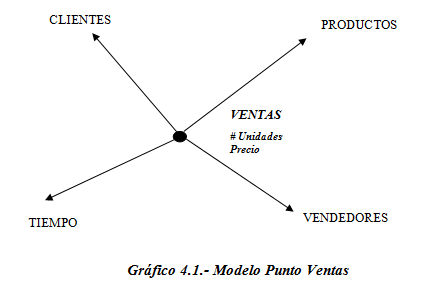 CLIENTES
PRODUCTOS
VENTAS
# Unidades
Precio
TIEMPO
VENDEDORES
Gráfico 4.1.- Modelo Punto Ventas